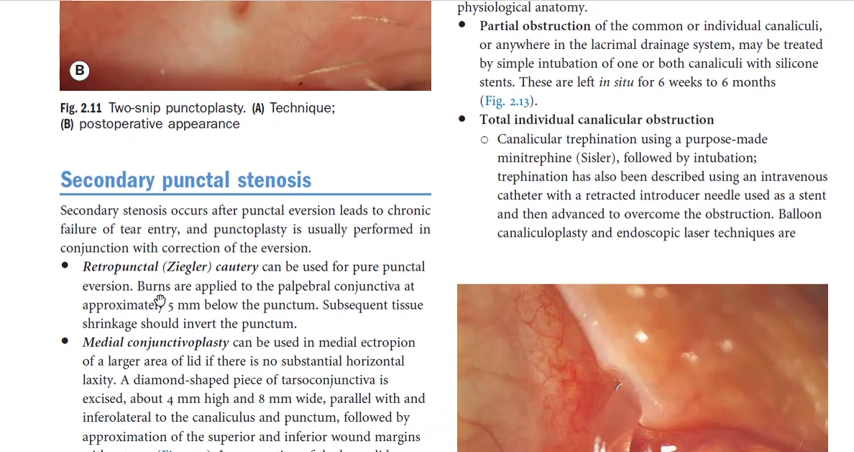 B
Fig. 2.11 Two-snip punctoplasty. (A) Technique;
(B) postoperative appearance
Secondary punctal stenosis
Secondary stenosis occurs after punctal eversion leads to chronic
failure of tear entry, and punctoplasty is usually performed in
conjunction with correction of the eversion.
• Retropunctal (Ziegler) cautery can be used for pure punctal
eversion. Burns are applied to the palpebral conjunctiva at
approximately 5 mm below the punctum. Subsequent tissue
shrinkage should invert the punctum.
• Medial conjunctivoplasty can be used in medial ectropion
of a larger area of lid if there is no substantial horizontal
laxity. A diamond-shaped piece of tarsoconjunctiva is
excised, about 4 mm high and 8 mm wide, parallel with and
inferolateral to the canaliculus and punctum, followed by
approximation of the superior and inferior wound margins
physiological anatomy.
• Partial obstruction of the common or individual canaliculi,
or anywhere in the lacrimal drainage system, may be treated
by simple intubation of one or both canaliculi with silicone
stents. These are left in situ for 6 weeks to 6 months
(Fig. 2.13).
• Total individual canalicular obstruction
○ Canalicular trephination using a purpose-made
minitrephine (Sisler), followed by intubation;
trephination has also been described using an intravenous
catheter with a retracted introducer needle used as a stent
and then advanced to overcome the obstruction. Balloon
canaliculoplasty and endoscopic laser techniques are